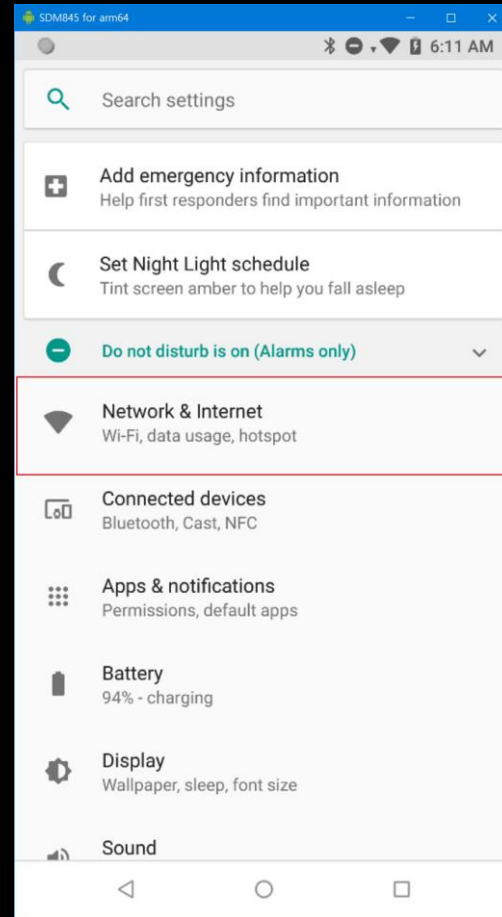 SDM845 for arm64
6:11 AM
Search settings
Add emergency information
Help first responders find important information
Set Night Light schedule
Tint screen amber to help you fall asleep
Do not disturb is on (Alarms only)
Network & Internet
Wi-Fi, data usage, hotspot
Connected devices
Bluetooth, Cast, NFC
Apps & notifications
Permissions, default apps
Battery
94% - charging
Display
Wallpaper, sleep, font size
Sound